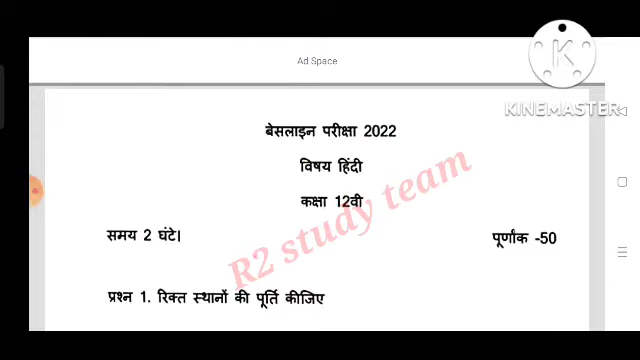 Ad Space
KINEMASTER
बेसलाइन परीक्षा 2022
विषय हिंदी
कक्षा 12वी
R2 study team
समय 2 घंटे।
पूर्णांक -50
प्रश्न 1. रिक्त स्थानों की पूर्ति कीजिए